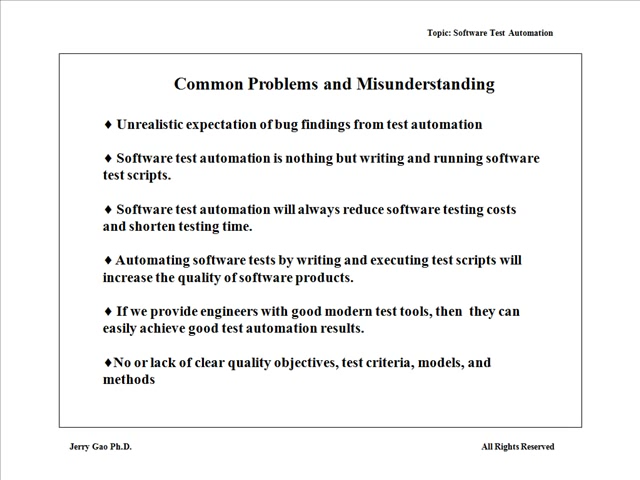 Topic: Software Test Automation
Common Problems and Misunderstanding
♦ Unrealistic expectation of bug findings from test automation
♦ Software test automation is nothing but writing and running software
test scripts.
♦ Software test automation will always reduce software testing costs
and shorten testing time.
♦ Automating software tests by writing and executing test scripts will
increase the quality of software products.
♦ If we provide engineers with good modern test tools, then  they can
easily achieve good test automation results.
♦No or lack of clear quality objectives, test criteria, models, and
methods
Jerry Gao Ph.D.
All Rights Reserved